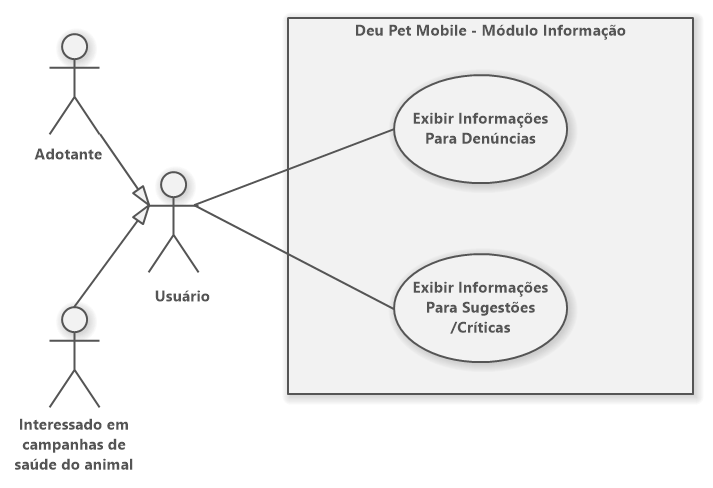 Deu Pet Mobile - Módulo Informação
Exibir Informações
Para Denúncias
Adotante
Usuário
Exibir Informações
Para Sugestões
/Críticas
Interessado em
campanhas de
saúde do animal